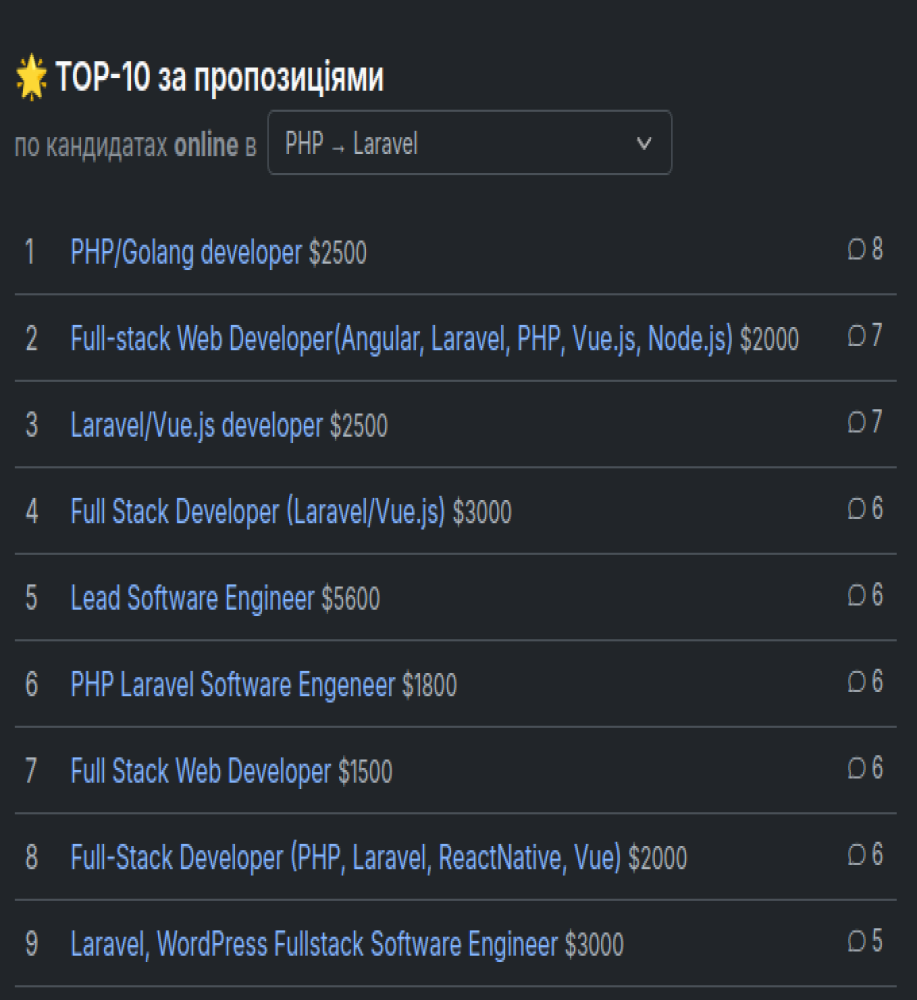 🌟 TOP-10 за пропозиціями
по кандидатах online в PHP → Laravel
1 PHP/Golang developer $2500 8
2 Full-stack Web Developer(Angular, Laravel, PHP, Vue.js, Node.js) $2000 7
3 Laravel/Vue.js developer $2500 7
4 Full Stack Developer (Laravel/Vue.js) $3000 6
5 Lead Software Engineer $5600 6
6 PHP Laravel Software Engeneer $1800 6
7 Full Stack Web Developer $1500 6
8 Full-Stack Developer (PHP, Laravel, ReactNative, Vue) $2000 6
9 Laravel, WordPress Fullstack Software Engineer $3000 5